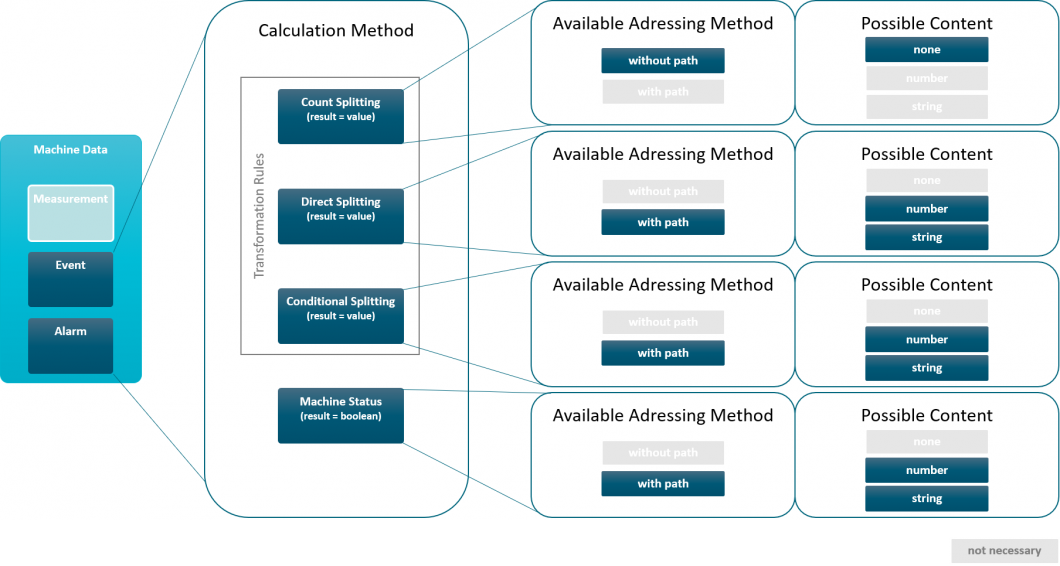 Machine Data
Measurement
Event
Alarm
Calculation Method
Transformation Rules
Count Splitting
(result = value)
Direct Splitting
(result = value)
Conditional Splitting
(result = value)
Machine Status
(result = boolean)
Available Adressing Method
without path
with path
Possible Content
none
number
string
Available Adressing Method
without path
with path
Possible Content
none
number
string
Available Adressing Method
without path
with path
Possible Content
none
number
string
Available Adressing Method
without path
with path
Possible Content
none
number
string
not necessary